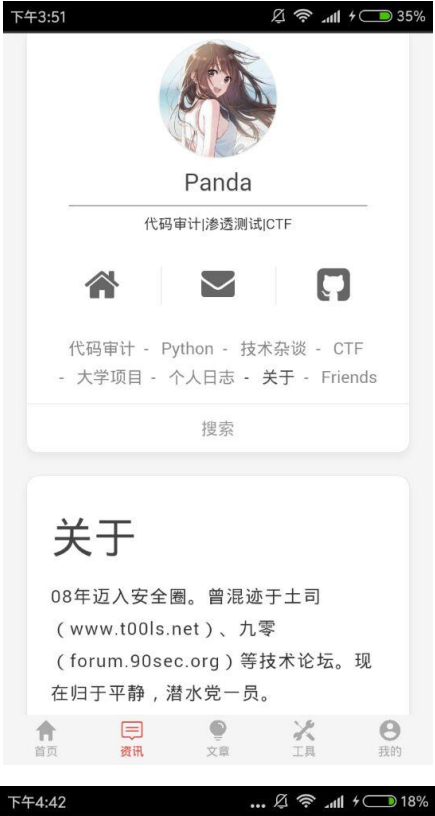 下午3:51 35%
Panda
代码审计|渗透测试|CTF
代码审计 - Python - 技术杂谈 - CTF
- 大学项目 - 个人日志 - 关于 - Friends
搜索
关于
08年迈入安全圈。曾混迹于土司
（www.t00ls.net）、九零
（forum.90sec.org）等技术论坛。现
在归于平静，潜水党一员。
首页 资讯 文章 工具 我的
下午4:42 ... 18%